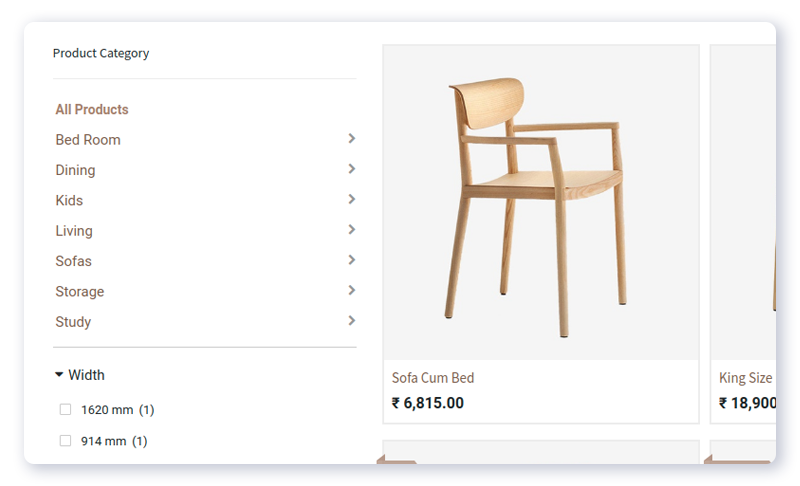 Product Category
All Products
Bed Room
Dining
Kids
Living
Sofas
Storage
Study
Width
1620 mm (1)
914 mm (1)
Sofa Cum Bed
₹ 6,815.00
King Size
₹ 18,900